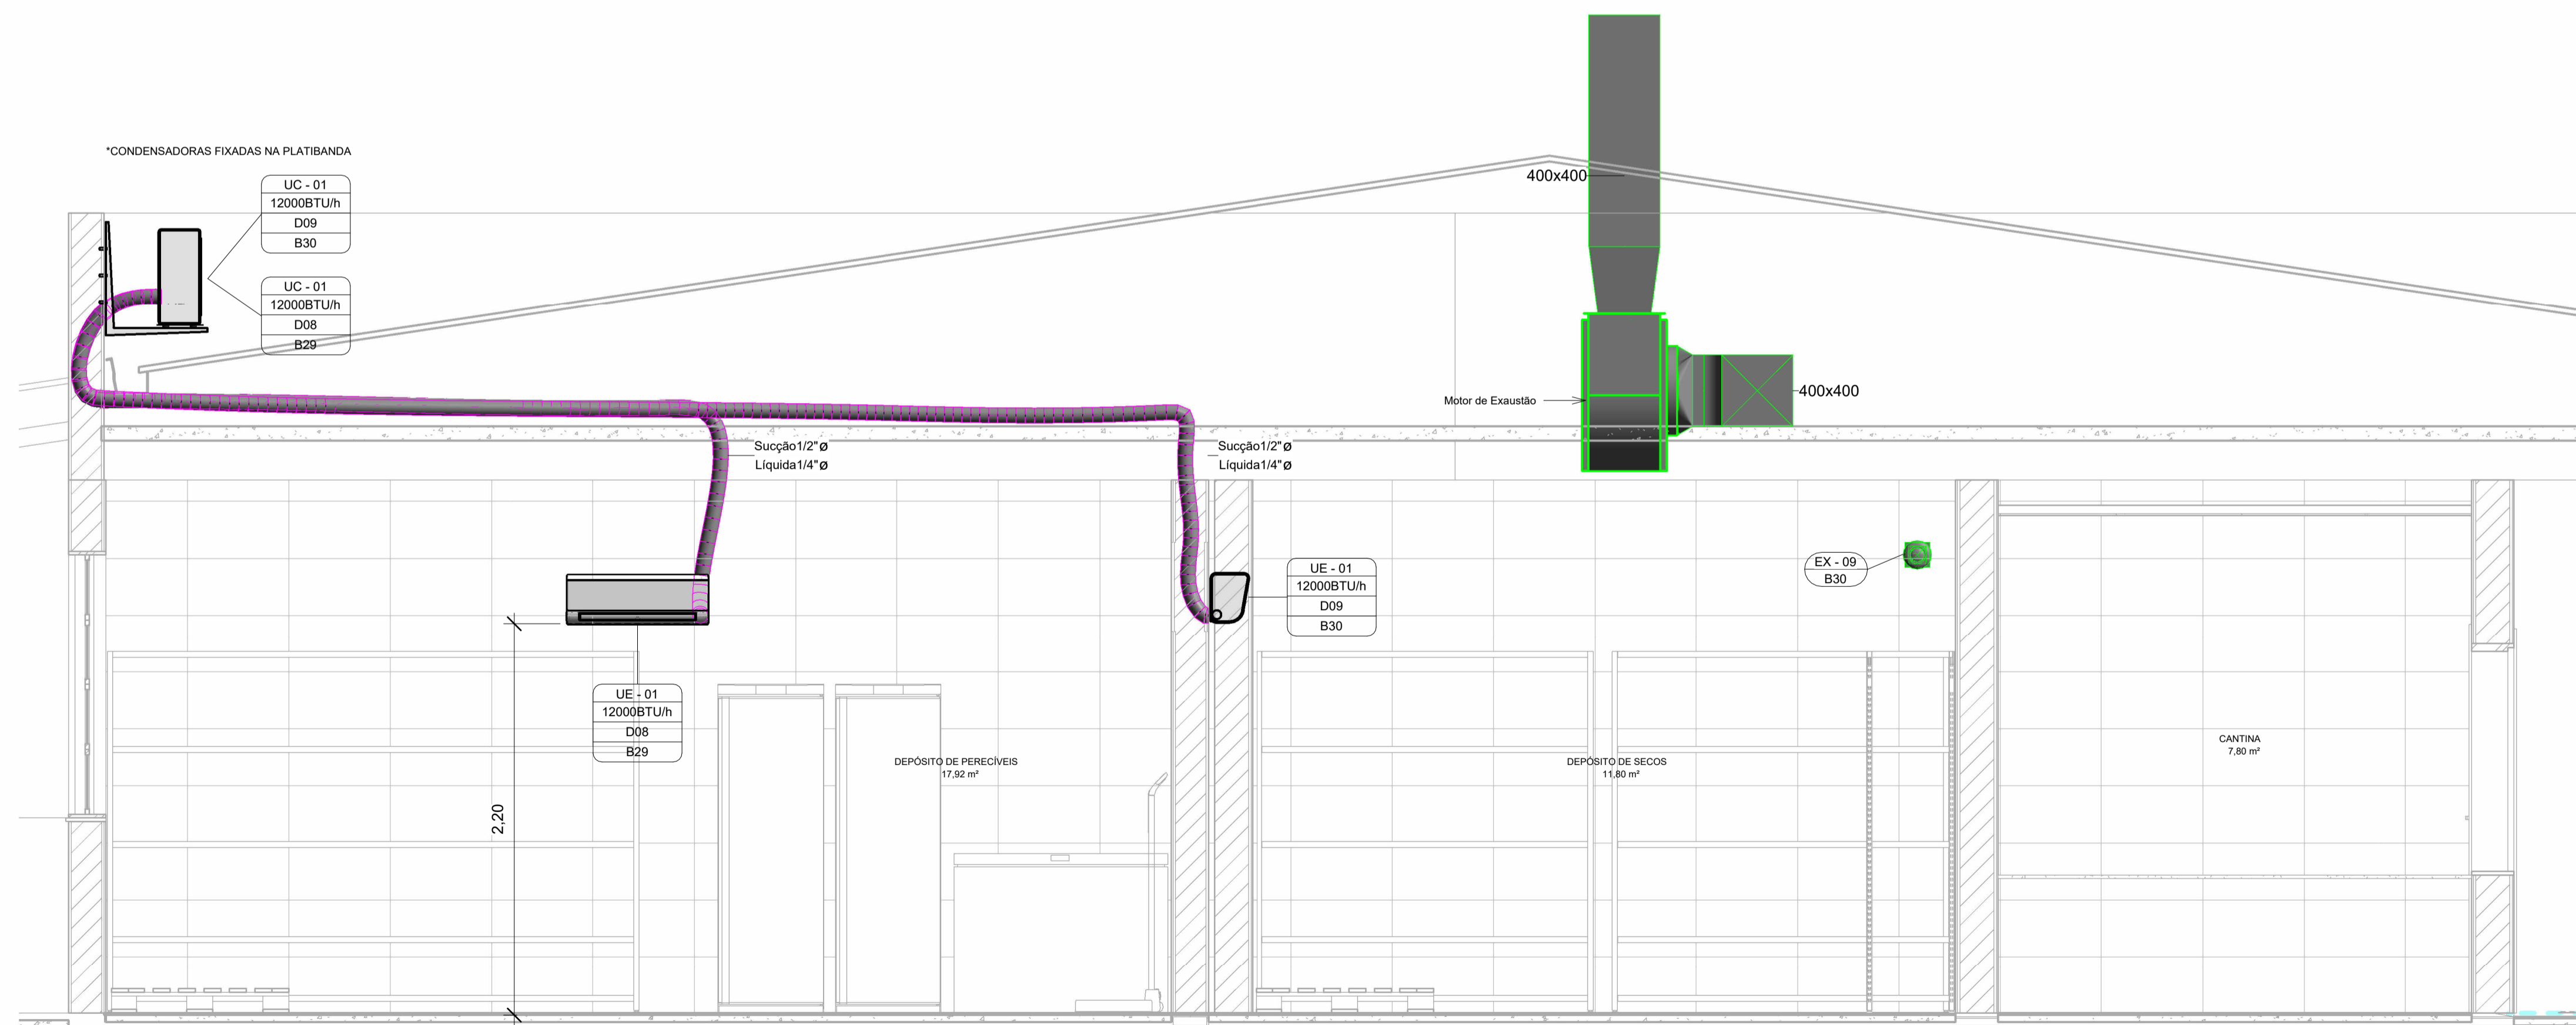 *CONDENSADORAS FIXADAS NA PLATIBANDA
UC - 01
12000BTU/h
D09
B30
UC - 01
12000BTU/h
D08
B29
400x400
400x400
Motor de Exaustão
Sucção1/2"Ø
Líquida1/4"Ø
Sucção1/2"Ø
Líquida1/4"Ø
UE - 01
12000BTU/h
D09
B30
EX - 09
B30
UE - 01
12000BTU/h
D08
B29
2,20
DEPÓSITO DE PERECÍVEIS
17,92 m²
DEPÓSITO DE SECOS
11,80 m²
CANTINA
7,80 m²